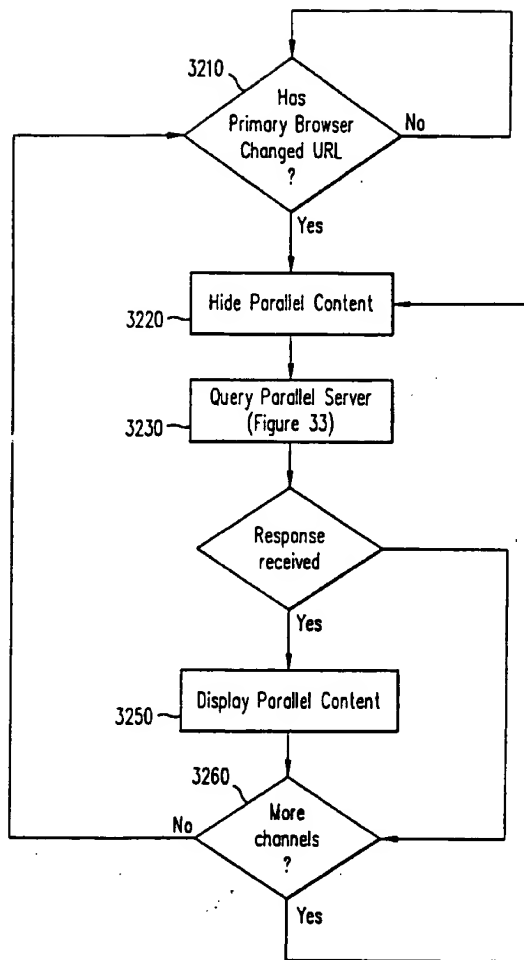 3210
Has
Primary Browser
Changed URL
?
No
Yes
Hide Parallel Content
3220
Query Parallel Server
(Figure 33)
3230
Response
received
Yes
Display Parallel Content
3250
3260
More
channels
?
No
Yes